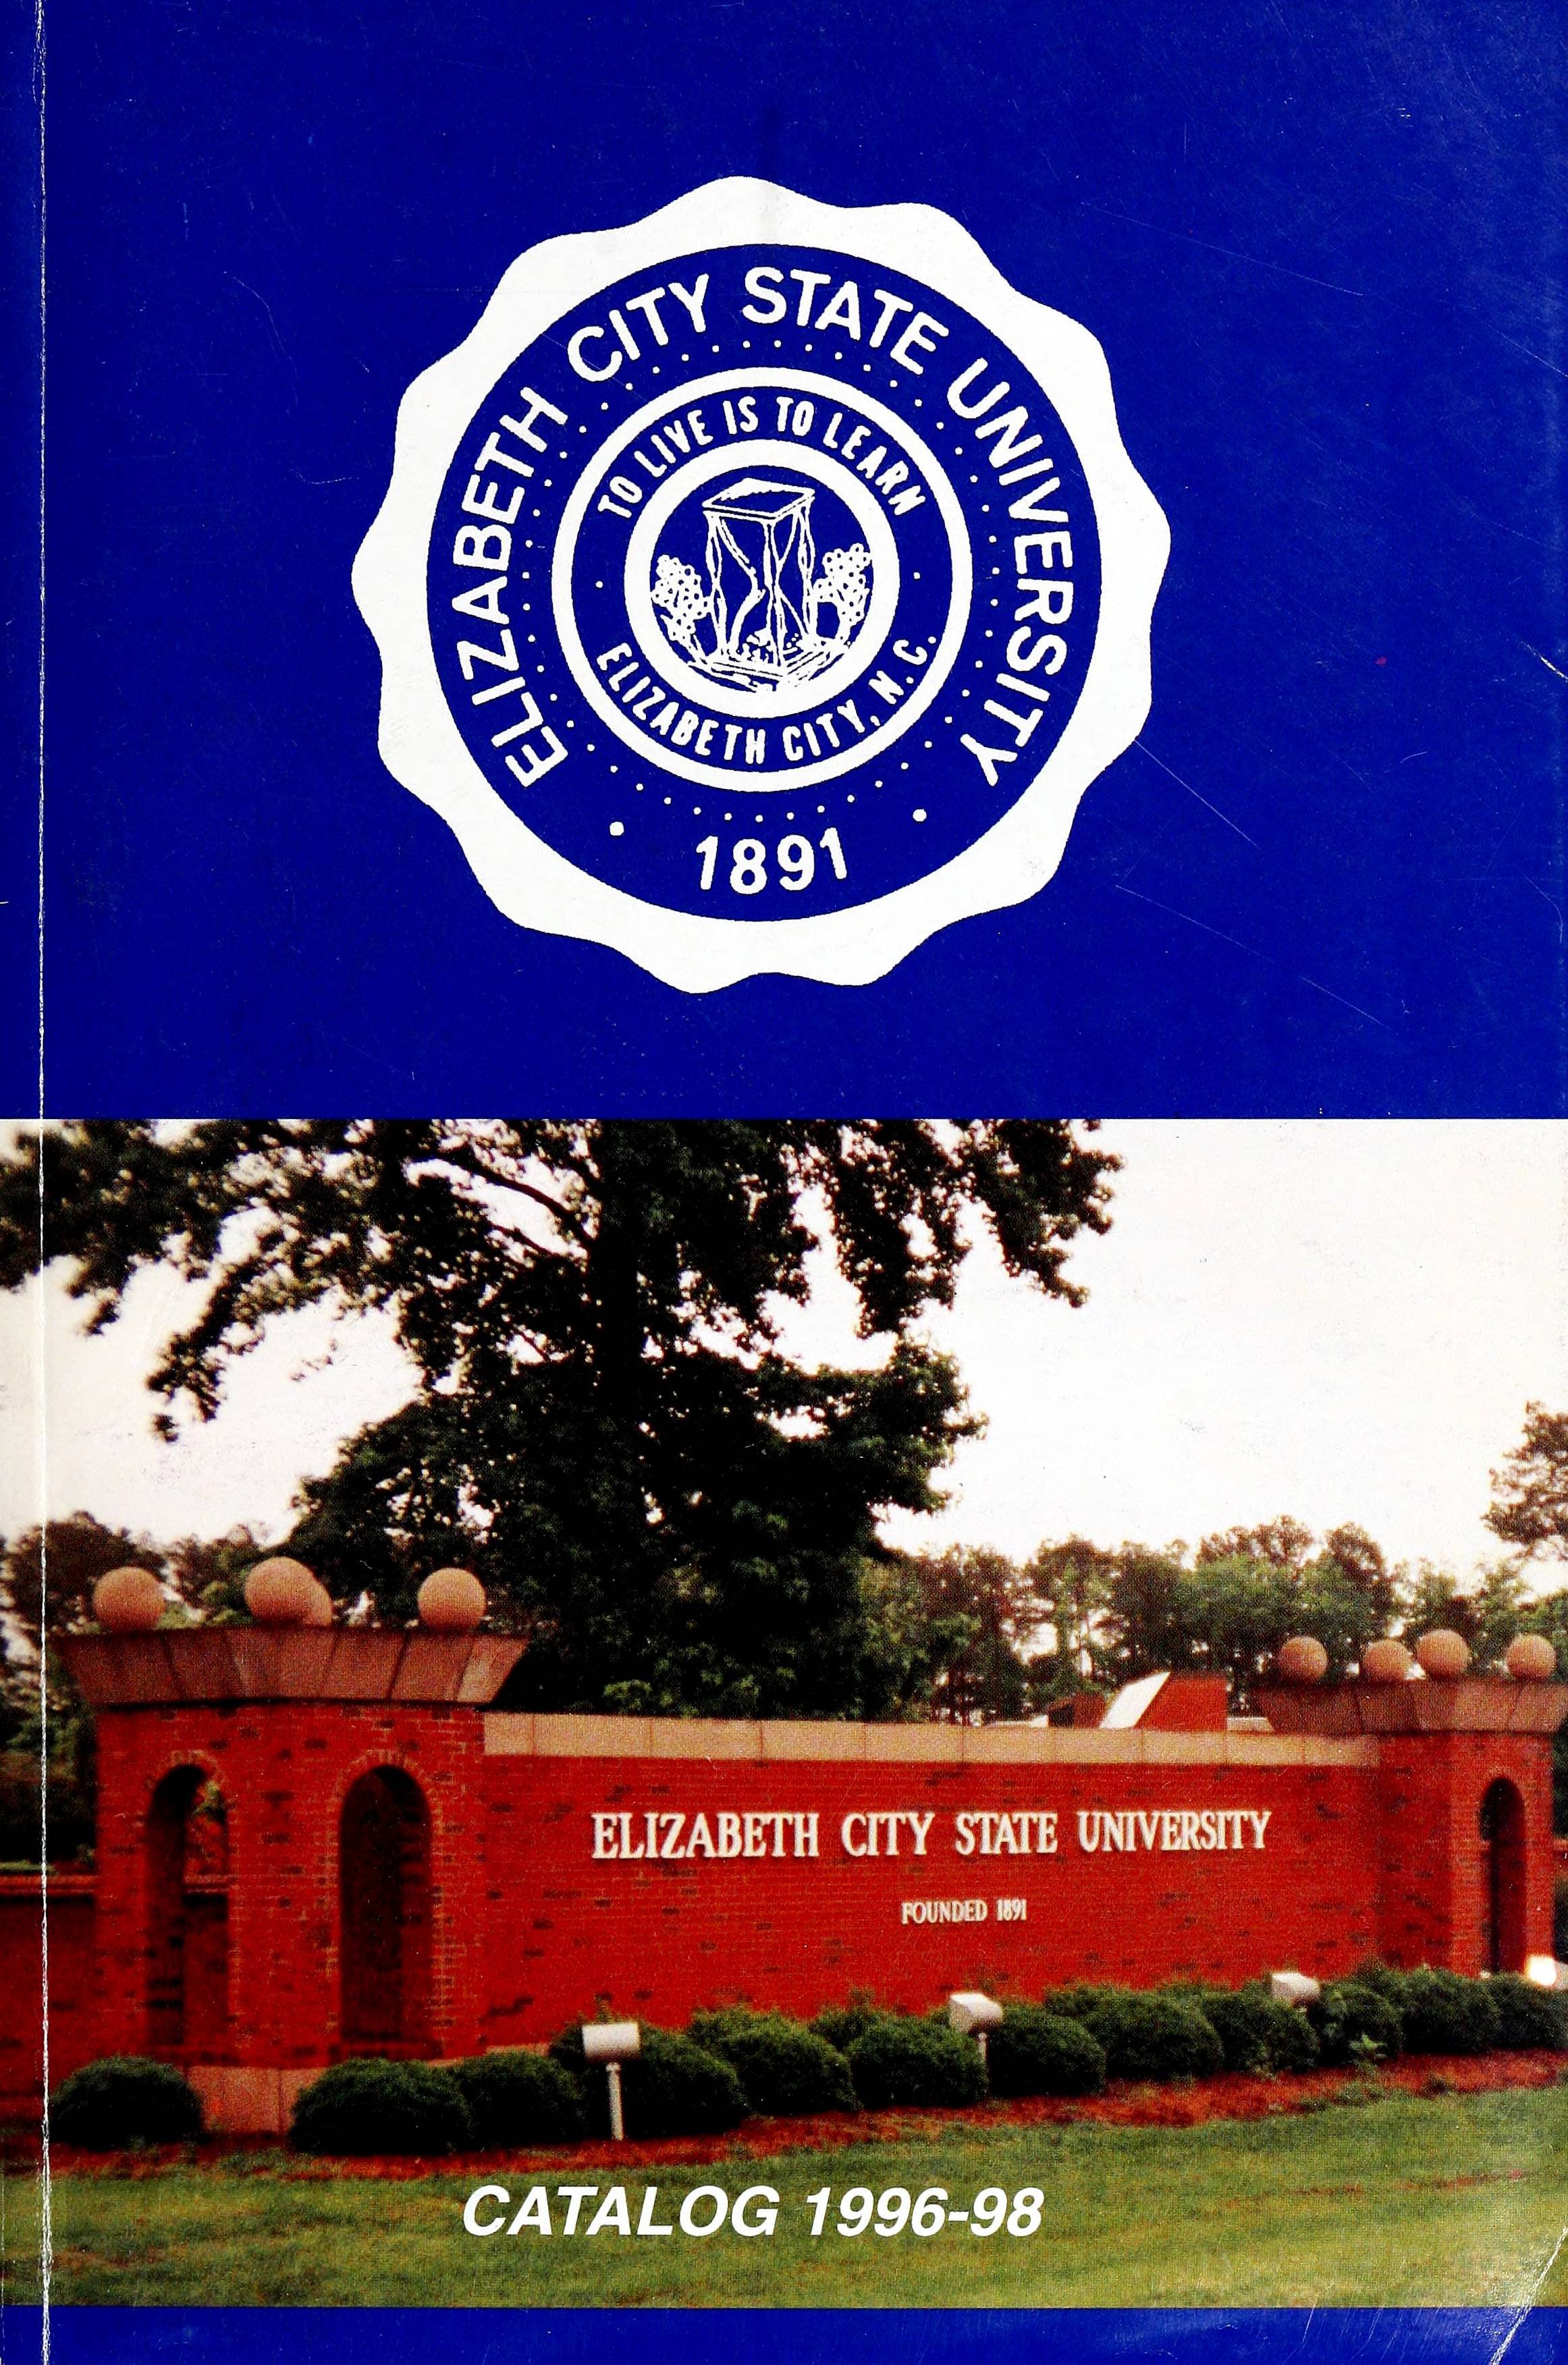 ELIZABETH CITY STATE UNIVERSITY
TO LIVE IS TO LEARN
ELIZABETH CITY, N.C.
1891
ELIZABETH CITY STATE UNIVERSITY
FOUNDED 1891
CATALOG 1996-98